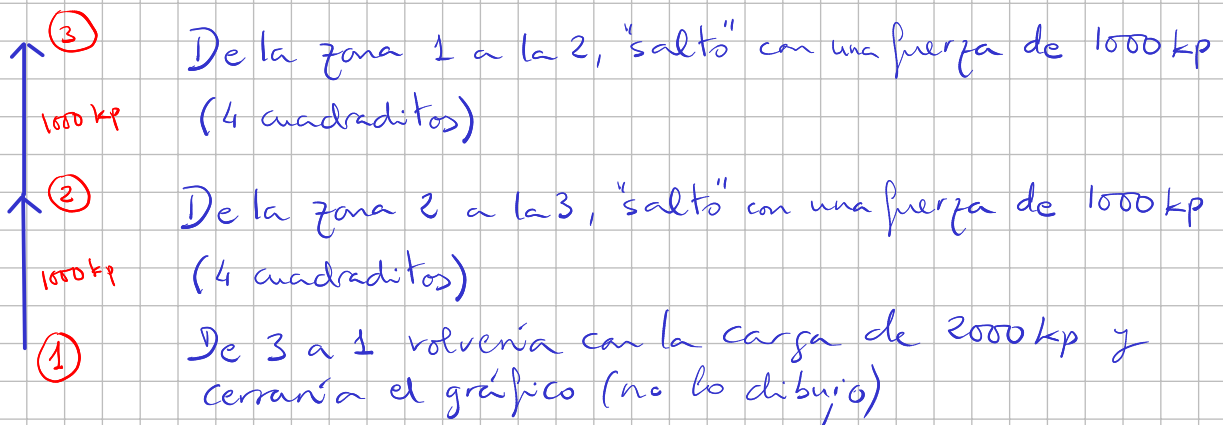 3
De la zona 1 a la 2, "salto" con una fuerza de 1000 kp
1000 kp
(4 cuadraditos)
2
De la zona 2 a la 3, "salto" con una fuerza de 1000 kp
1000 kp
(4 cuadraditos)
1
De 3 a 1 volvería con la carga de 2000 kp y
cerraría el gráfico (no lo dibujo)